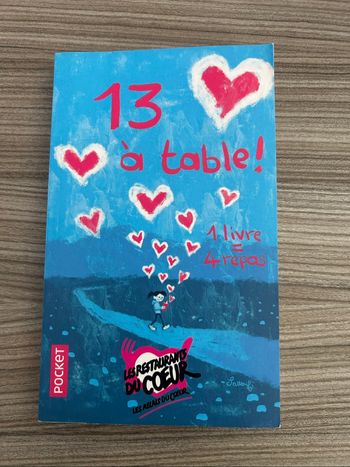 13
à table!
1 livre
=
4 repas
POCKET
LES RESTAURANTS
DU COEUR
LES RELAIS DU COEUR